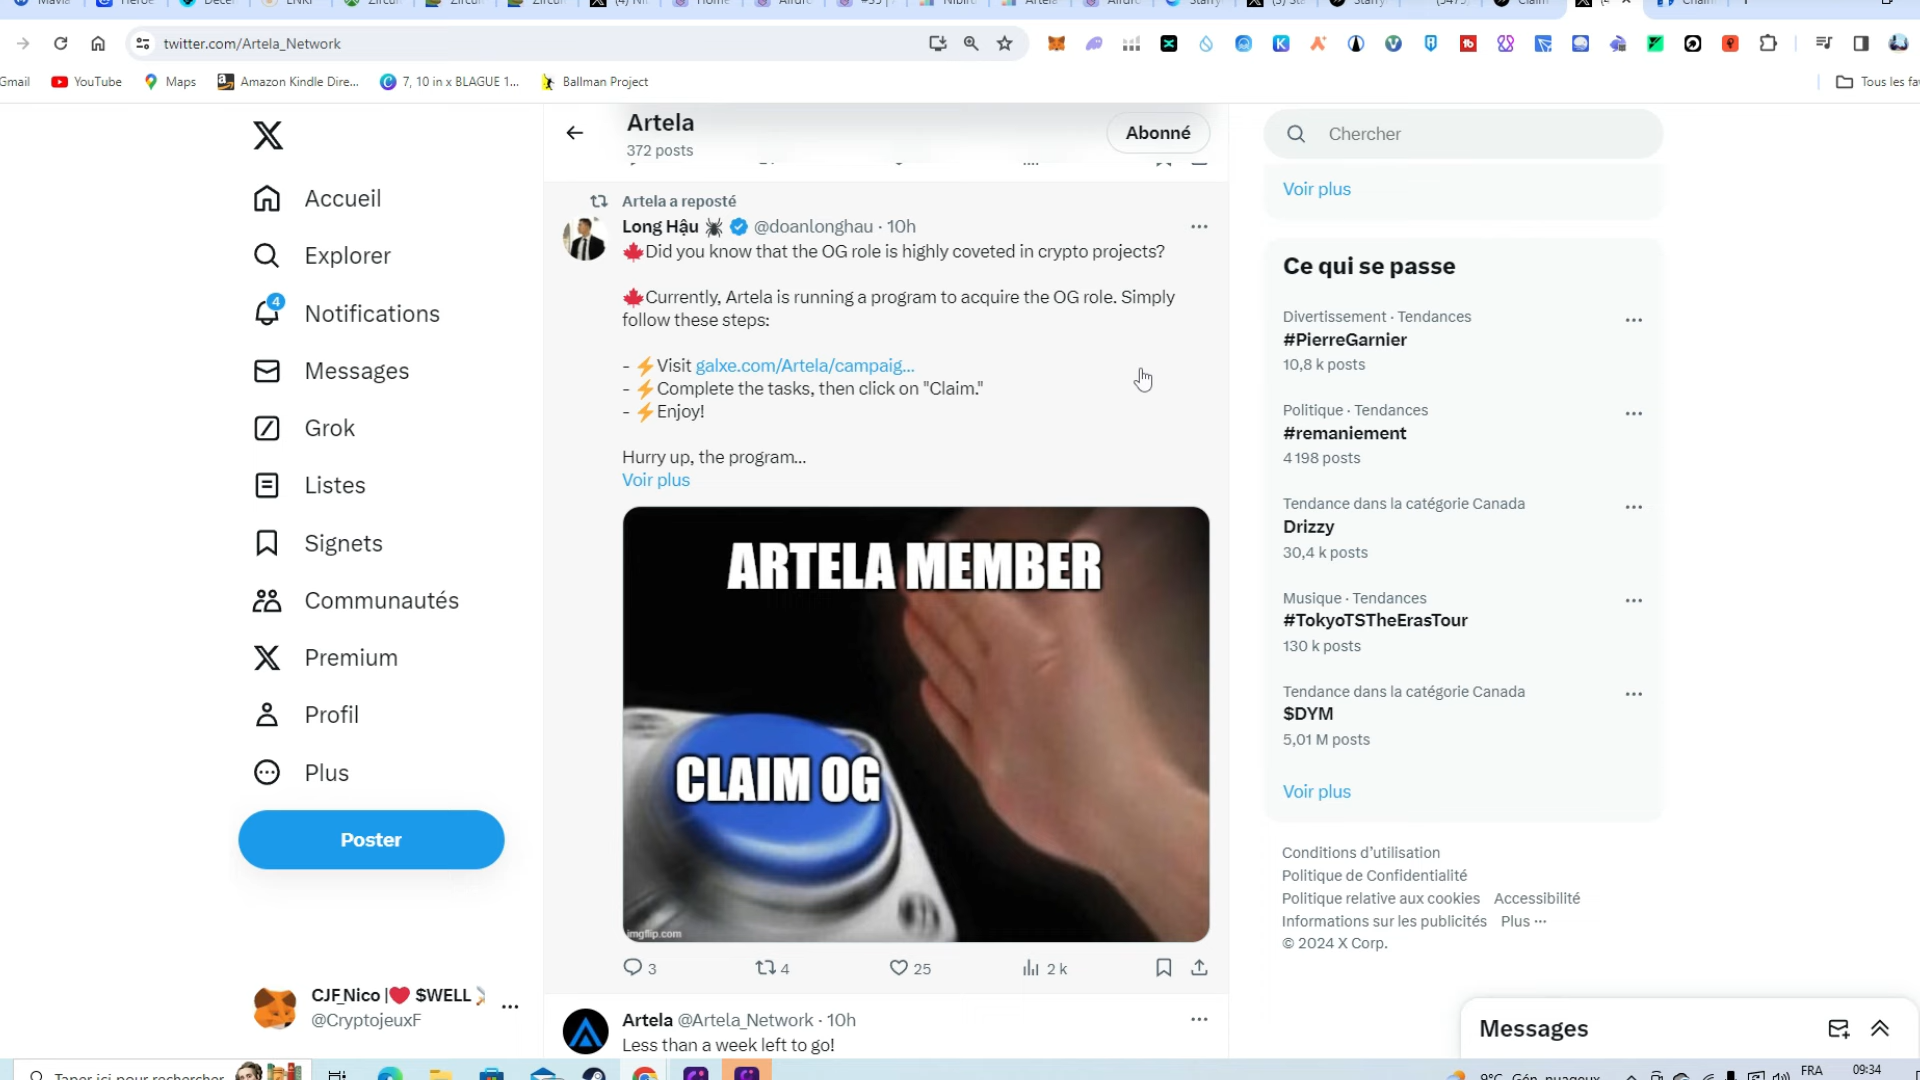 twitter.com/Artela_Network
Gmail
YouTube
Maps
Amazon Kindle Dire...
7, 10 in x BLAGUE 1...
Ballman Project
Tous les fa
Accueil
Explorer
4
Notifications
Messages
Grok
Listes
Signets
Communautés
Premium
Profil
Plus
Poster
CJF_Nico | $WELL
@CryptojeuxF
Artela
372 posts
Abonné
Artela a reposté
Long Hậu @doanlonghau · 10h
Did you know that the OG role is highly coveted in crypto projects?
Currently, Artela is running a program to acquire the OG role. Simply
follow these steps:
- ⚡Visit galxe.com/Artela/campaig...
- ⚡Complete the tasks, then click on "Claim."
- ⚡Enjoy!
Hurry up, the program...
Voir plus
ARTELA MEMBER
CLAIM OG
imgflip.com
3
4
25
2 k
Artela @Artela_Network · 10h
Less than a week left to go!
Chercher
Voir plus
Ce qui se passe
Divertissement · Tendances
#PierreGarnier
10,8 k posts
Politique · Tendances
#remaniement
4 198 posts
Tendance dans la catégorie Canada
Drizzy
30,4 k posts
Musique · Tendances
#TokyoTSTheErasTour
130 k posts
Tendance dans la catégorie Canada
$DYM
5,01 M posts
Voir plus
Conditions d'utilisation
Politique de Confidentialité
Politique relative aux cookies Accessibilité
Informations sur les publicités Plus ···
© 2024 X Corp.
Messages
Taper ici pour rechercher
9°C Gén. nuageux
FRA
09:34